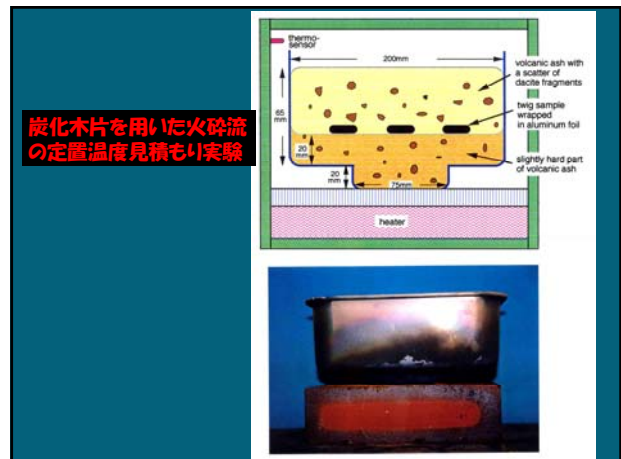 炭化木片を用いた火砕流
の定置温度見積もり実験
thermo-
sensor
200mm
volcanic ash with
a scatter of
dacite fragments
65
mm
twig sample
wrapped
in aluminum foil
20
mm
slightly hard part
of volcanic ash
20
mm
75mm
heater